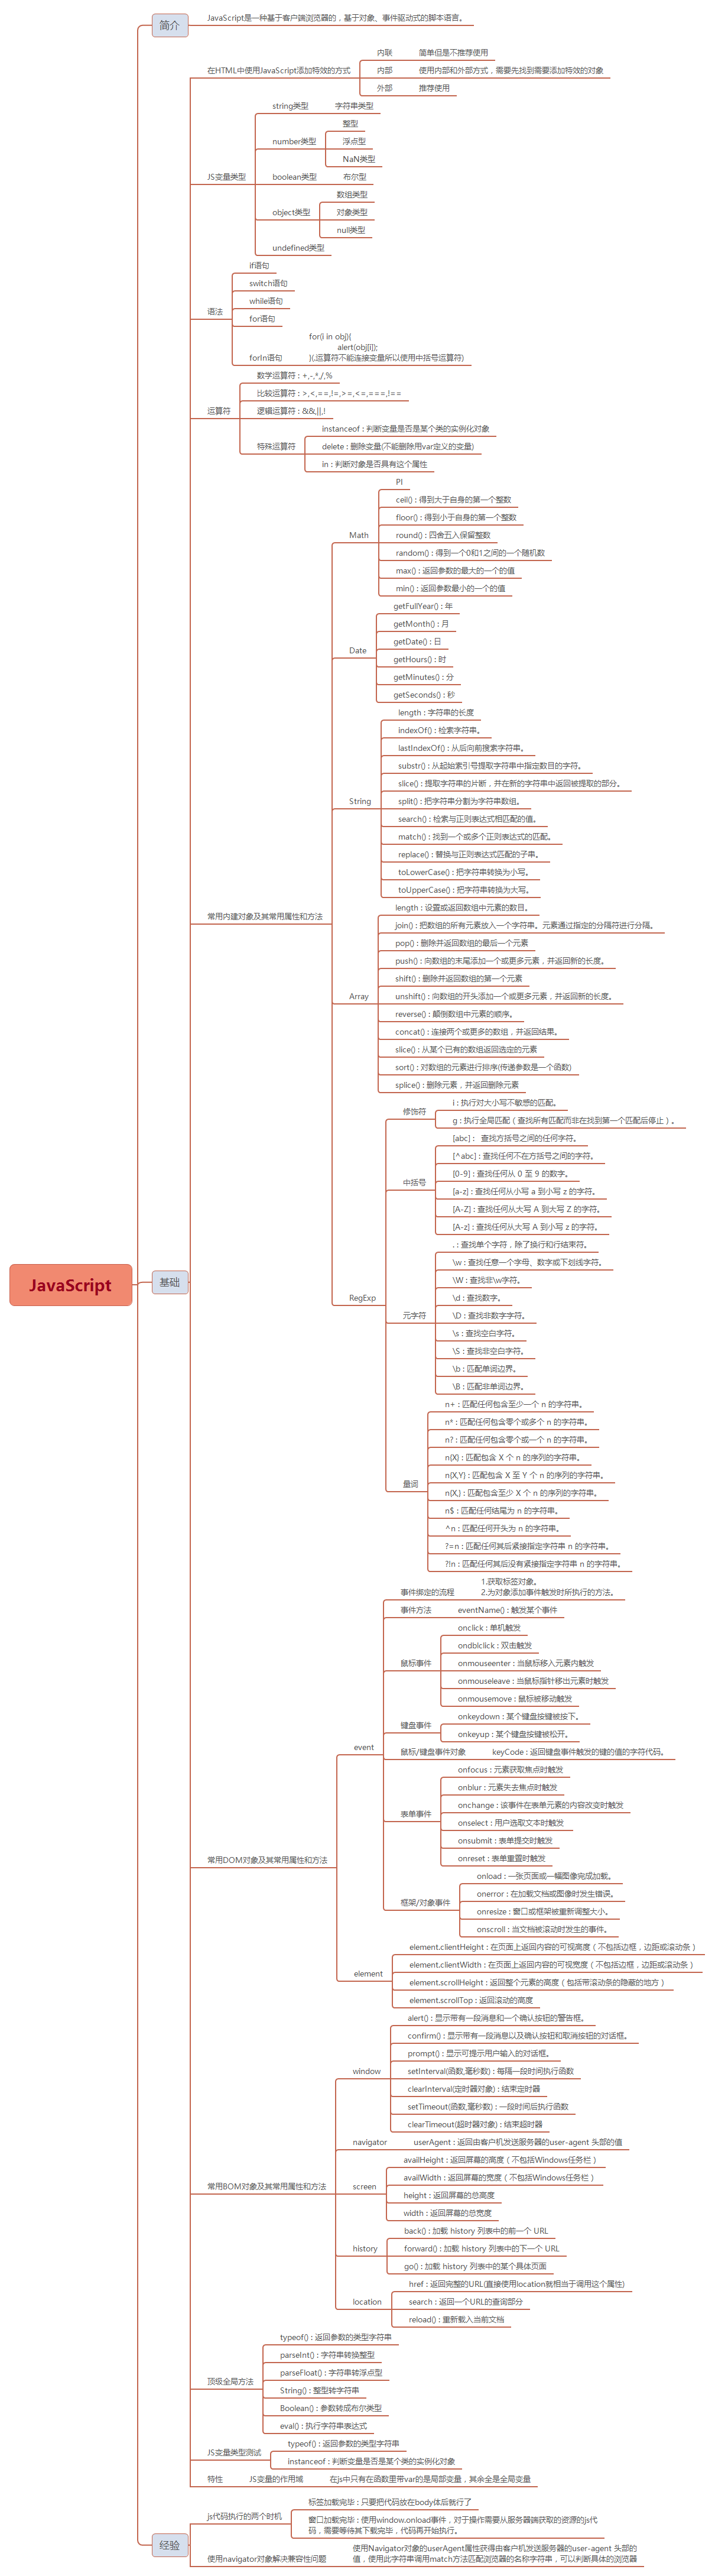 简介
JavaScript是一种基于客户端浏览器的，基于对象、事件驱动式的脚本语言。
在HTML中使用JavaScript添加特效的方式
内联 简单但是不推荐使用
内部 使用内部和外部方式，需要先找到需要添加特效的对象
外部 推荐使用
JS变量类型
string类型 字符串类型
number类型
整型
浮点型
NaN类型
boolean类型 布尔型
object类型
数组类型
对象类型
null类型
undefined类型
语法
if语句
switch语句
while语句
for语句
forIn语句
for(i in obj){
alert(obj[i]);
}(.运算符不能连接变量所以使用中括号运算符)
运算符
数学运算符 : +,-,*,/,%
比较运算符 : >,<,==,!=,>=,<=,===,!==
逻辑运算符 : &&,||,!
特殊运算符
instanceof : 判断变量是否是某个类的实例化对象
delete : 删除变量(不能删除用var定义的变量)
in : 判断对象是否具有这个属性
常用内建对象及其常用属性和方法
Math
PI
ceil() : 得到大于自身的第一个整数
floor() : 得到小于自身的第一个整数
round() : 四舍五入保留整数
random() : 得到一个0和1之间的一个随机数
max() : 返回参数的最大的一个的值
min() : 返回参数最小的一个的值
Date
getFullYear() : 年
getMonth() : 月
getDate() : 日
getHours() : 时
getMinutes() : 分
getSeconds() : 秒
String
length : 字符串的长度
indexOf() : 检索字符串。
lastIndexOf() : 从后向前搜索字符串。
substr() : 从起始索引号提取字符串中指定数目的字符。
slice() : 提取字符串的片断，并在新的字符串中返回被提取的部分。
split() : 把字符串分割为字符串数组。
search() : 检索与正则表达式相匹配的值。
match() : 找到一个或多个正则表达式的匹配。
replace() : 替换与正则表达式匹配的子串。
toLowerCase() : 把字符串转换为小写。
toUpperCase() : 把字符串转换为大写。
Array
length : 设置或返回数组中元素的数目。
join() : 把数组的所有元素放入一个字符串。元素通过指定的分隔符进行分隔。
pop() : 删除并返回数组的最后一个元素
push() : 向数组的末尾添加一个或更多元素，并返回新的长度。
shift() : 删除并返回数组的第一个元素
unshift() : 向数组的开头添加一个或更多元素，并返回新的长度。
reverse() : 颠倒数组中元素的顺序。
concat() : 连接两个或更多的数组，并返回结果。
slice() : 从某个已有的数组返回选定的元素
sort() : 对数组的元素进行排序(传递参数是一个函数)
splice() : 删除元素，并返回删除元素
RegExp
修饰符
i : 执行对大小写不敏感的匹配。
g : 执行全局匹配（查找所有匹配而非在找到第一个匹配后停止）。
中括号
[abc] : 查找方括号之间的任何字符。
[^abc] : 查找任何不在方括号之间的字符。
[0-9] : 查找任何从 0 至 9 的数字。
[a-z] : 查找任何从小写 a 到小写 z 的字符。
[A-Z] : 查找任何从大写 A 到大写 Z 的字符。
[A-z] : 查找任何从大写 A 到小写 z 的字符。
元字符
. : 查找单个字符，除了换行和行结束符。
\w : 查找任意一个字母、数字或下划线字符。
\W : 查找非\w字符。
\d : 查找数字。
\D : 查找非数字字符。
\s : 查找空白字符。
\S : 查找非空白字符。
\b : 匹配单词边界。
\B : 匹配非单词边界。
量词
n+ : 匹配任何包含至少一个 n 的字符串。
n* : 匹配任何包含零个或多个 n 的字符串。
n? : 匹配任何包含零个或一个 n 的字符串。
n{X} : 匹配包含 X 个 n 的序列的字符串。
n{X,Y} : 匹配包含 X 至 Y 个 n 的序列的字符串。
n{X,} : 匹配包含至少 X 个 n 的序列的字符串。
n$ : 匹配任何结尾为 n 的字符串。
^n : 匹配任何开头为 n 的字符串。
?=n : 匹配任何其后紧接指定字符串 n 的字符串。
?!n : 匹配任何其后没有紧接指定字符串 n 的字符串。
JavaScript
基础
常用DOM对象及其常用属性和方法
event
事件绑定的流程
1.获取标签对象。
2.为对象添加事件触发时所执行的方法。
事件方法 eventName() : 触发某个事件
鼠标事件
onclick : 单机触发
ondblclick : 双击触发
onmouseenter : 当鼠标移入元素内触发
onmouseleave : 当鼠标指针移出元素时触发
onmousemove : 鼠标被移动触发
键盘事件
onkeydown : 某个键盘按键被按下。
onkeyup : 某个键盘按键被松开。
鼠标/键盘事件对象 keyCode : 返回键盘事件触发的键的值的字符代码。
表单事件
onfocus : 元素获取焦点时触发
onblur : 元素失去焦点时触发
onchange : 该事件在表单元素的内容改变时触发
onselect : 用户选取文本时触发
onsubmit : 表单提交时触发
onreset : 表单重置时触发
框架/对象事件
onload : 一张页面或一幅图像完成加载。
onerror : 在加载文档或图像时发生错误。
onresize : 窗口或框架被重新调整大小。
onscroll : 当文档被滚动时发生的事件。
element
element.clientHeight : 在页面上返回内容的可视高度（不包括边框，边距或滚动条）
element.clientWidth : 在页面上返回内容的可视宽度（不包括边框，边距或滚动条）
element.scrollHeight : 返回整个元素的高度（包括带滚动条的隐蔽的地方）
element.scrollTop : 返回滚动的高度
常用BOM对象及其常用属性和方法
window
alert() : 显示带有一段消息和一个确认按钮的警告框。
confirm() : 显示带有一段消息以及确认按钮和取消按钮的对话框。
prompt() : 显示可提示用户输入的对话框。
setInterval(函数,毫秒数) : 每隔一段时间执行函数
clearInterval(定时器对象) : 结束定时器
setTimeout(函数,毫秒数) : 一段时间后执行函数
clearTimeout(超时器对象) : 结束超时器
navigator userAgent : 返回由客户机发送服务器的user-agent 头部的值
screen
availHeight : 返回屏幕的高度（不包括Windows任务栏）
availWidth : 返回屏幕的宽度（不包括Windows任务栏）
height : 返回屏幕的总高度
width : 返回屏幕的总宽度
history
back() : 加载 history 列表中的前一个 URL
forward() : 加载 history 列表中的下一个 URL
go() : 加载 history 列表中的某个具体页面
location
href : 返回完整的URL(直接使用location就相当于调用这个属性)
search : 返回一个URL的查询部分
reload() : 重新载入当前文档
顶级全局方法
typeof() : 返回参数的类型字符串
parseInt() : 字符串转换整型
parseFloat() : 字符串转浮点型
String() : 整型转字符串
Boolean() : 参数转成布尔类型
eval() : 执行字符串表达式
JS变量类型测试
typeof() : 返回参数的类型字符串
instanceof : 判断变量是否是某个类的实例化对象
特性 JS变量的作用域 在js中只有在函数里带var的是局部变量，其余全是全局变量
经验
js代码执行的两个时机
标签加载完毕 : 只要把代码放在body体后就行了
窗口加载完毕 : 使用window.onload事件，对于操作需要从服务器端获取的资源的js代
码，需要等待其下载完毕，代码再开始执行。
使用navigator对象解决兼容性问题
使用Navigator对象的userAgent属性获得由客户机发送服务器的user-agent 头部的
值，使用此字符串调用match方法匹配浏览器的名称字符串，可以判断具体的浏览器